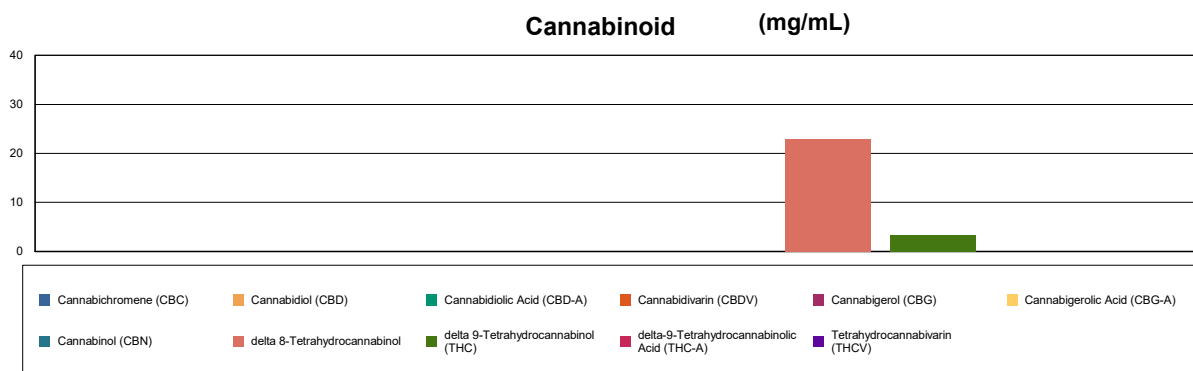 Cannabinoid (mg/mL)
40
30
20
10
0
Cannabichrome (CBC) Cannabidiol (CBD) Cannabidiolic Acid (CBD-A) Cannabidivarin (CBDV) Cannabigerol (CBG) Cannabigerolic Acid (CBG-A)
Cannabinol (CBN) delta 8-Tetrahydrocannabinol delta 9-Tetrahydrocannabinol (THC) delta-9-Tetrahydrocannabinolic Acid (THC-A) Tetrahydrocannabivarin (THCV)